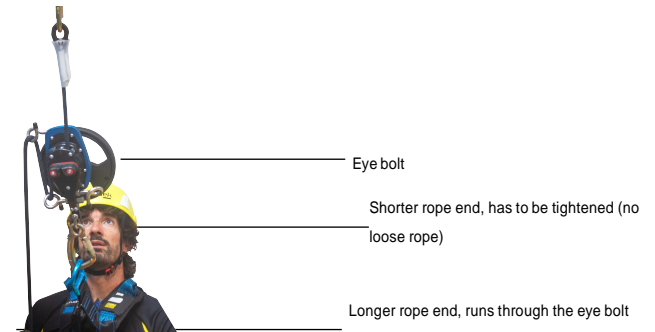 Eye bolt
Shorter rope end, has to be tightened (no
loose rope)
Longer rope end, runs through the eye bolt